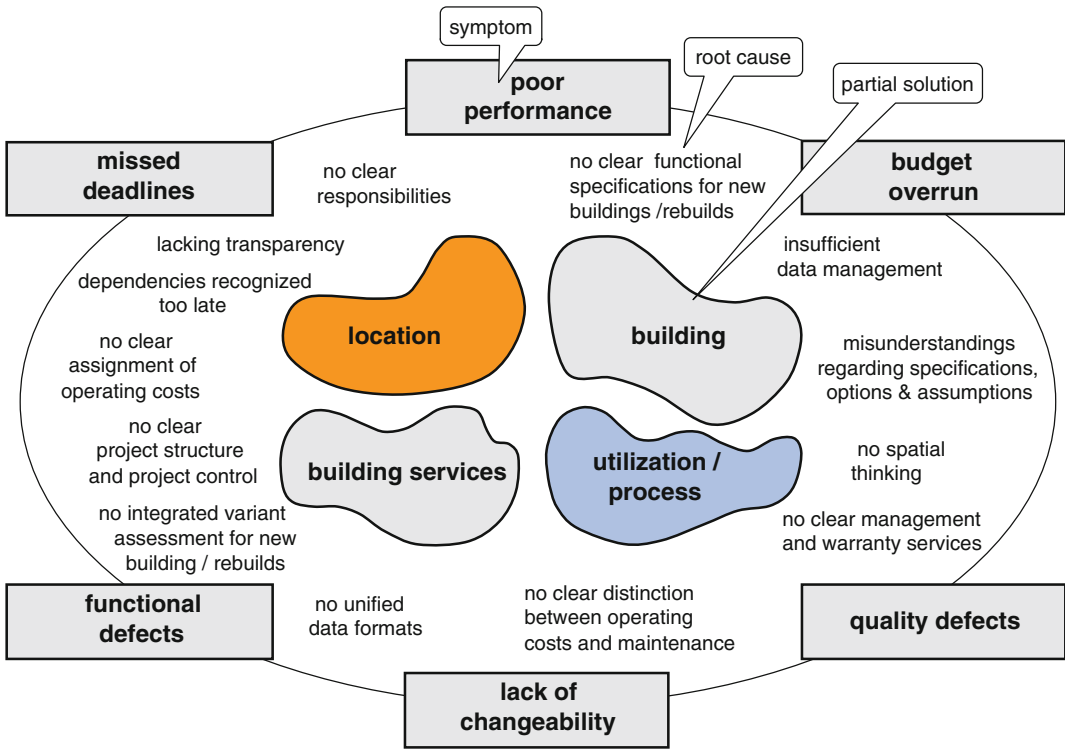 symptom
root cause
partial solution
poor
performance
missed
deadlines
budget
overrun
no clear
responsibilities
no clear functional
specifications for new
buildings /rebuilds
lacking transparency
insufficient
data management
dependencies recognized
too late
location
building
no clear
assignment of
operating costs
misunderstandings
regarding specifications,
options & assumptions
no clear
project structure
and project control
building services
utilization /
process
no spatial
thinking
no integrated variant
assessment for new
building / rebuilds
no clear management
and warranty services
functional
defects
no unified
data formats
no clear distinction
between operating
costs and maintenance
quality defects
lack of
changeability